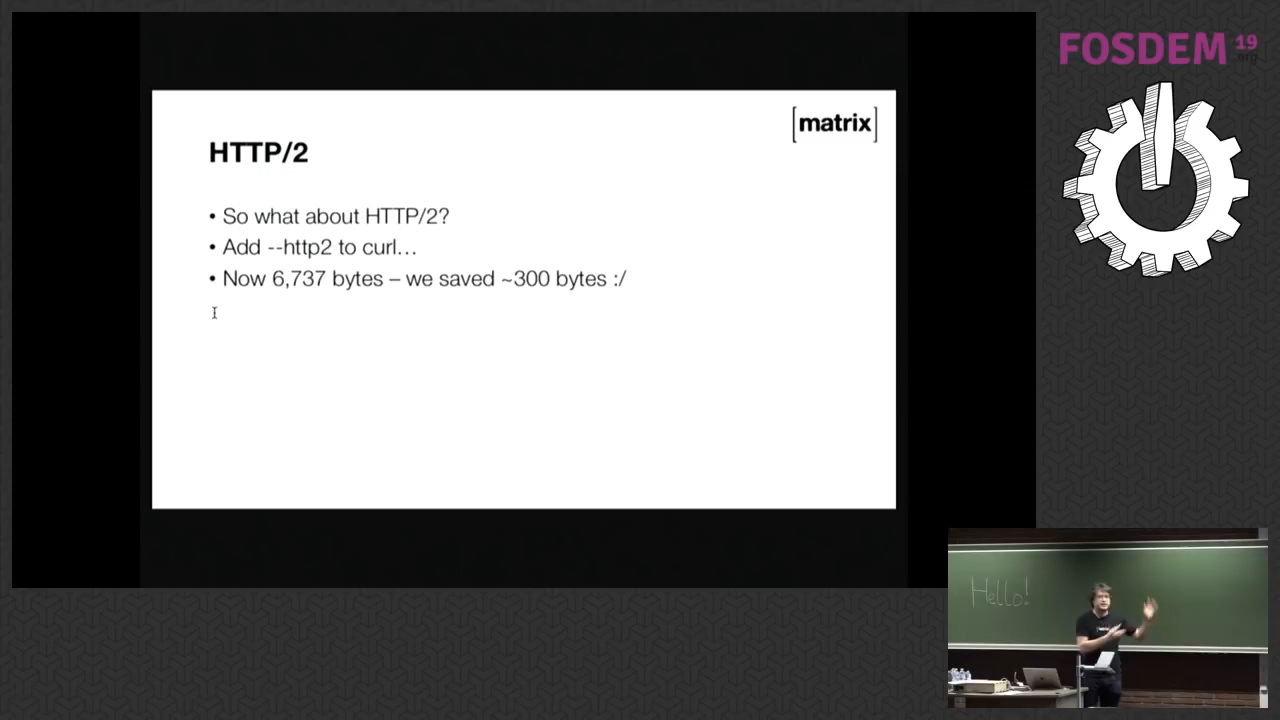 FOSDEM 19
[matrix]
HTTP/2
• So what about HTTP/2?
• Add --http2 to curl…
• Now 6,737 bytes – we saved ~300 bytes :/
Hello!